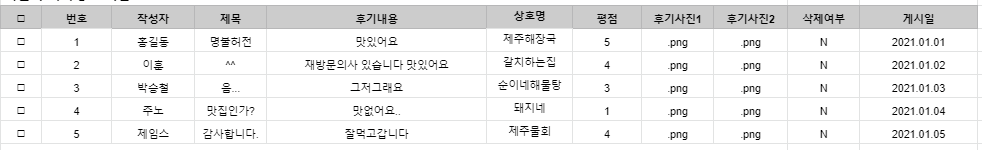 □ 번호 작성자 제목 후기내용 상호명 평점 후기사진1 후기사진2 삭제여부 게시일
□ 1 홍길동 명불허전 맛있어요 제주해장국 5 .png .png N 2021.01.01
□ 2 이훔 ^^ 재방문의사 있습니다 맛있어요 갈치하는집 4 .png .png N 2021.01.02
□ 3 박승철 음... 그저그래요 순이네해물탕 3 .png .png N 2021.01.03
□ 4 주노 맛집인가? 맛없어요.. 돼지네 1 .png .png N 2021.01.04
□ 5 제임스 감사합니다. 잘먹고갑니다 제주물회 4 .png .png N 2021.01.05